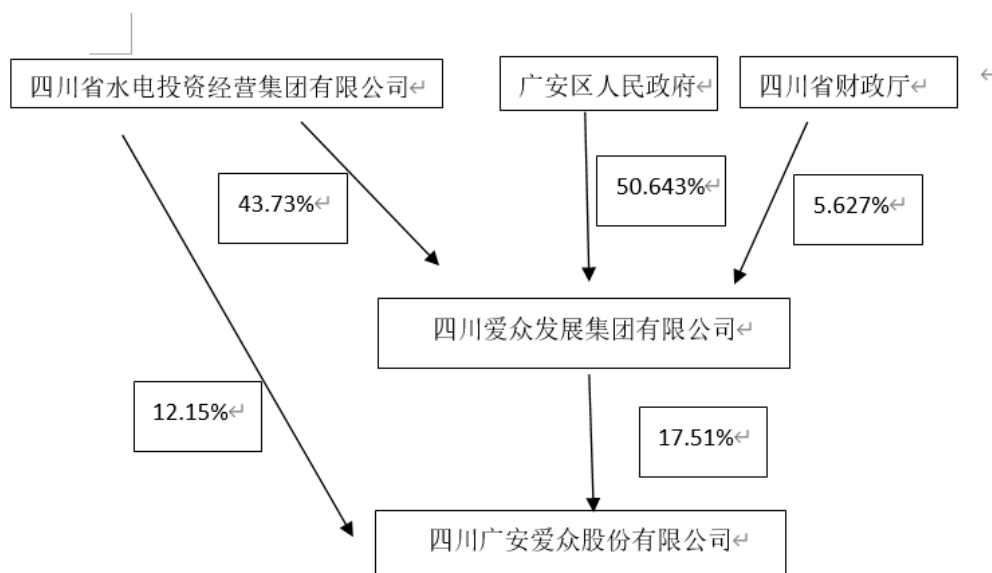 四川省水电投资经营集团有限公司
广安区人民政府
四川省财政厅
43.73%
50.643%
5.627%
四川爱众发展集团有限公司
12.15%
17.51%
四川广安爱众股份有限公司